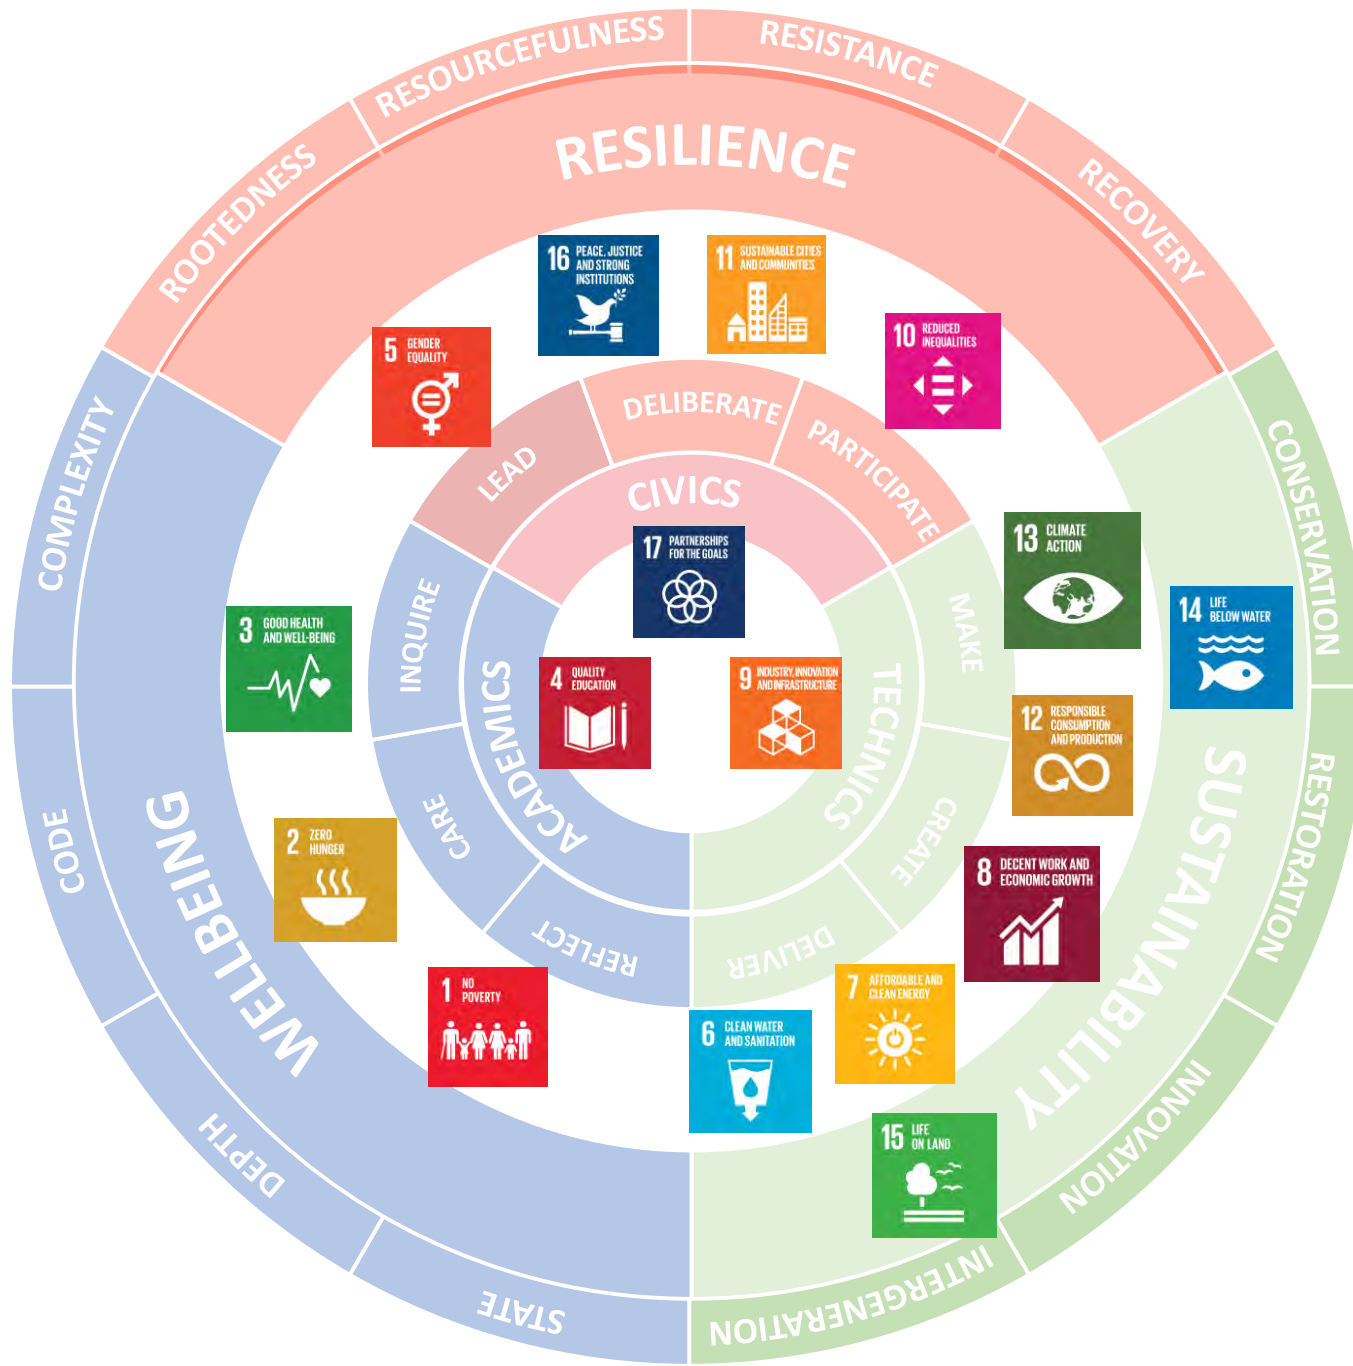 RESOURCEFULNESS
RESISTANCE
ROOTEDNESS
RECOVERY
RESILIENCE
16 PEACE, JUSTICE
AND STRONG
INSTITUTIONS
11 SUSTAINABLE CITIES
AND COMMUNITIES
5 GENDER
EQUALITY
10 REDUCED
INEQUALITIES
LEAD
DELIBERATE
PARTICIPATE
CIVICS
17 PARTNERSHIPS
FOR THE GOALS
COMPLEXITY
CONSERVATION
13 CLIMATE
ACTION
14 LIFE
BELOW WATER
3 GOOD HEALTH
AND WELL-BEING
INQUIRE
MAKE
ACADEMICS
4 QUALITY
EDUCATION
9 INDUSTRY, INNOVATION
AND INFRASTRUCTURE
TECHNICS
12 RESPONSIBLE
CONSUMPTION
AND PRODUCTION
SUSTAINABILITY
RESTORATION
CODE
WELLBEING
2 ZERO
HUNGER
CARE
CREATE
8 DECENT WORK AND
ECONOMIC GROWTH
REFLECT
DELIVER
1 NO
POVERTY
7 AFFORDABLE AND
CLEAN ENERGY
6 CLEAN WATER
AND SANITATION
15 LIFE
ON LAND
DEPTH
INNOVATION
STATE
INTERGENERATION